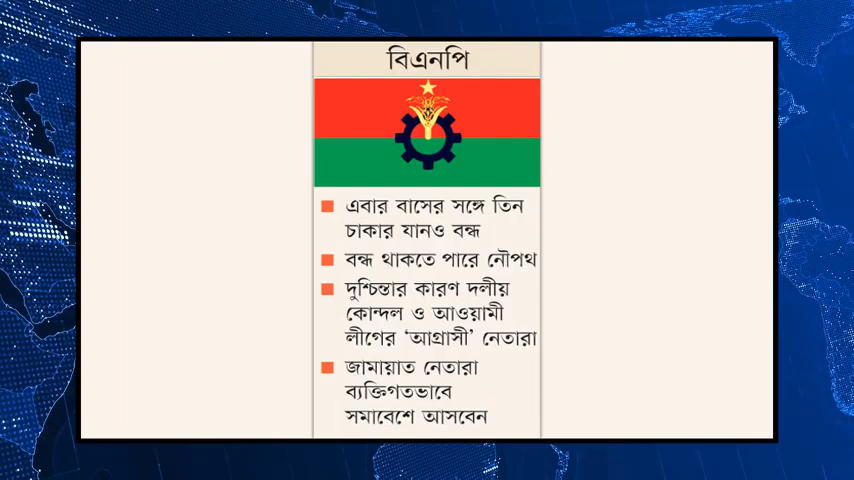 বিএনপি
এবার বাসের সঙ্গে তিন
চাকার যানও বন্ধ
বন্ধ থাকতে পারে নৌপথ
দুশ্চিন্তার কারণ দলীয়
কোন্দল ও আওয়ামী
লীগের ‘আগ্রাসী’ নেতারা
জামায়াত নেতারা
ব্যক্তিগতভাবে
সমাবেশে আসবেন